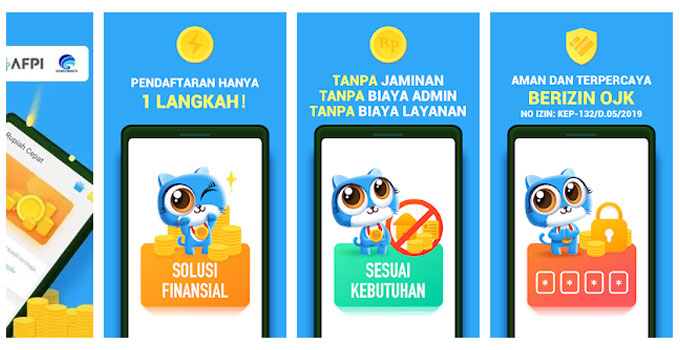 AFPI
Rupiah Cepat
PENDAFTARAN HANYA
1 LANGKAH !
SOLUSI
FINANSIAL
Rp
TANPA JAMINAN
TANPA BIAYA ADMIN
TANPA BIAYA LAYANAN
SESUAI
KEBUTUHAN
AMAN DAN TERPERCAYA
BERIZIN OJK
NO IZIN: KEP-132/D.05/2019
* * * *